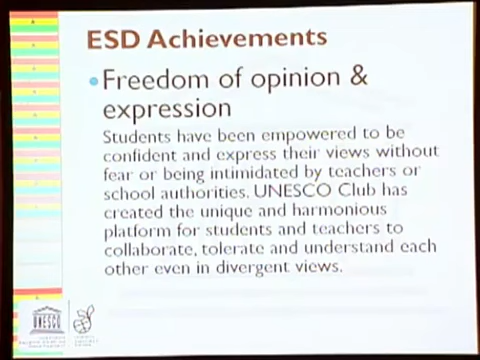 ESD Achievements
• Freedom of opinion &
expression
Students have been empowered to be
confident and express their views without
fear or being intimidated by teachers or
school authorities. UNESCO Club has
created the unique and harmonious
platform for students and teachers to
collaborate, tolerate and understand each
other even in divergent views.
UNESCO